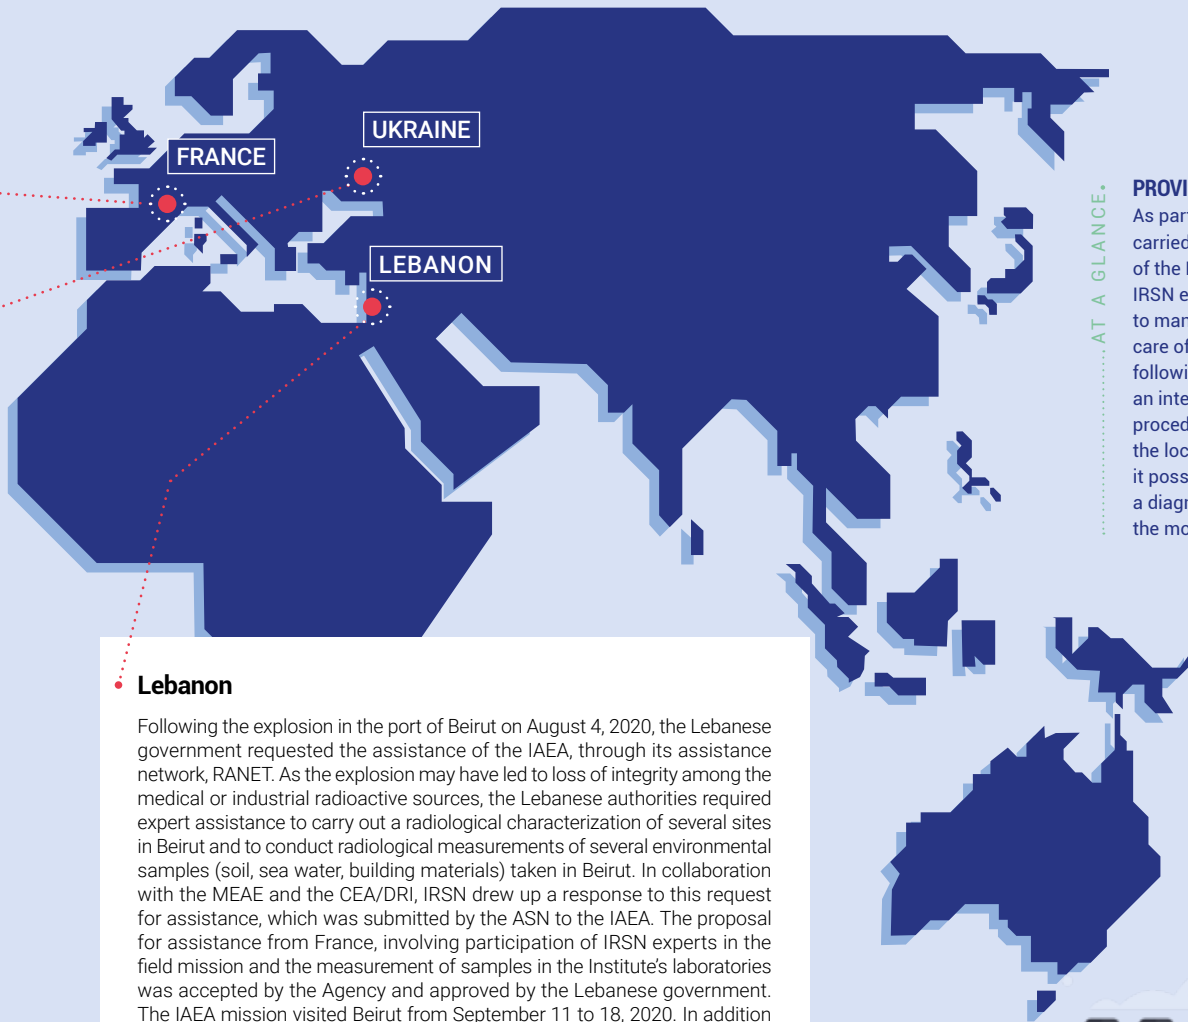 UKRAINE
FRANCE
LEBANON
AT A GLANCE.
PROVI
As par
carried
of the
IRSN e
to man
care of
followi
an inte
proced
the loc
it poss
a diagn
the mo
Lebanon
Following the explosion in the port of Beirut on August 4, 2020, the Lebanese
government requested the assistance of the IAEA, through its assistance
network, RANET. As the explosion may have led to loss of integrity among the
medical or industrial radioactive sources, the Lebanese authorities required
expert assistance to carry out a radiological characterization of several sites
in Beirut and to conduct radiological measurements of several environmental
samples (soil, sea water, building materials) taken in Beirut. In collaboration
with the MEAE and the CEA/DRI, IRSN drew up a response to this request
for assistance, which was submitted by the ASN to the IAEA. The proposal
for assistance from France, involving participation of IRSN experts in the
field mission and the measurement of samples in the Institute's laboratories
was accepted by the Agency and approved by the Lebanese government.
The IAEA mission visited Beirut from September 11 to 18, 2020. In addition